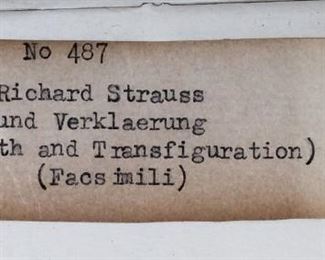 No 487
Richard Strauss
und Verklaerung
th and Transfiguration)
(Facsimili)